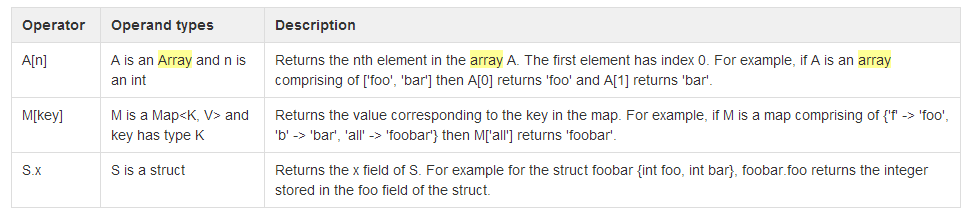 Operator Operand types Description
A[n] A is an Array and n is Returns the nth element in the array A. The first element has index 0. For example, if A is an array
an int comprising of ['foo', 'bar'] then A[0] returns 'foo' and A[1] returns 'bar'.
M[key] M is a Map<K, V> and Returns the value corresponding to the key in the map. For example, if M is a map comprising of {'f' -> 'foo',
key has type K 'b' -> 'bar', 'all' -> 'foobar'} then M['all'] returns 'foobar'.
S.x S is a struct Returns the x field of S. For example for the struct foobar {int foo, int bar}, foobar.foo returns the integer
stored in the foo field of the struct.